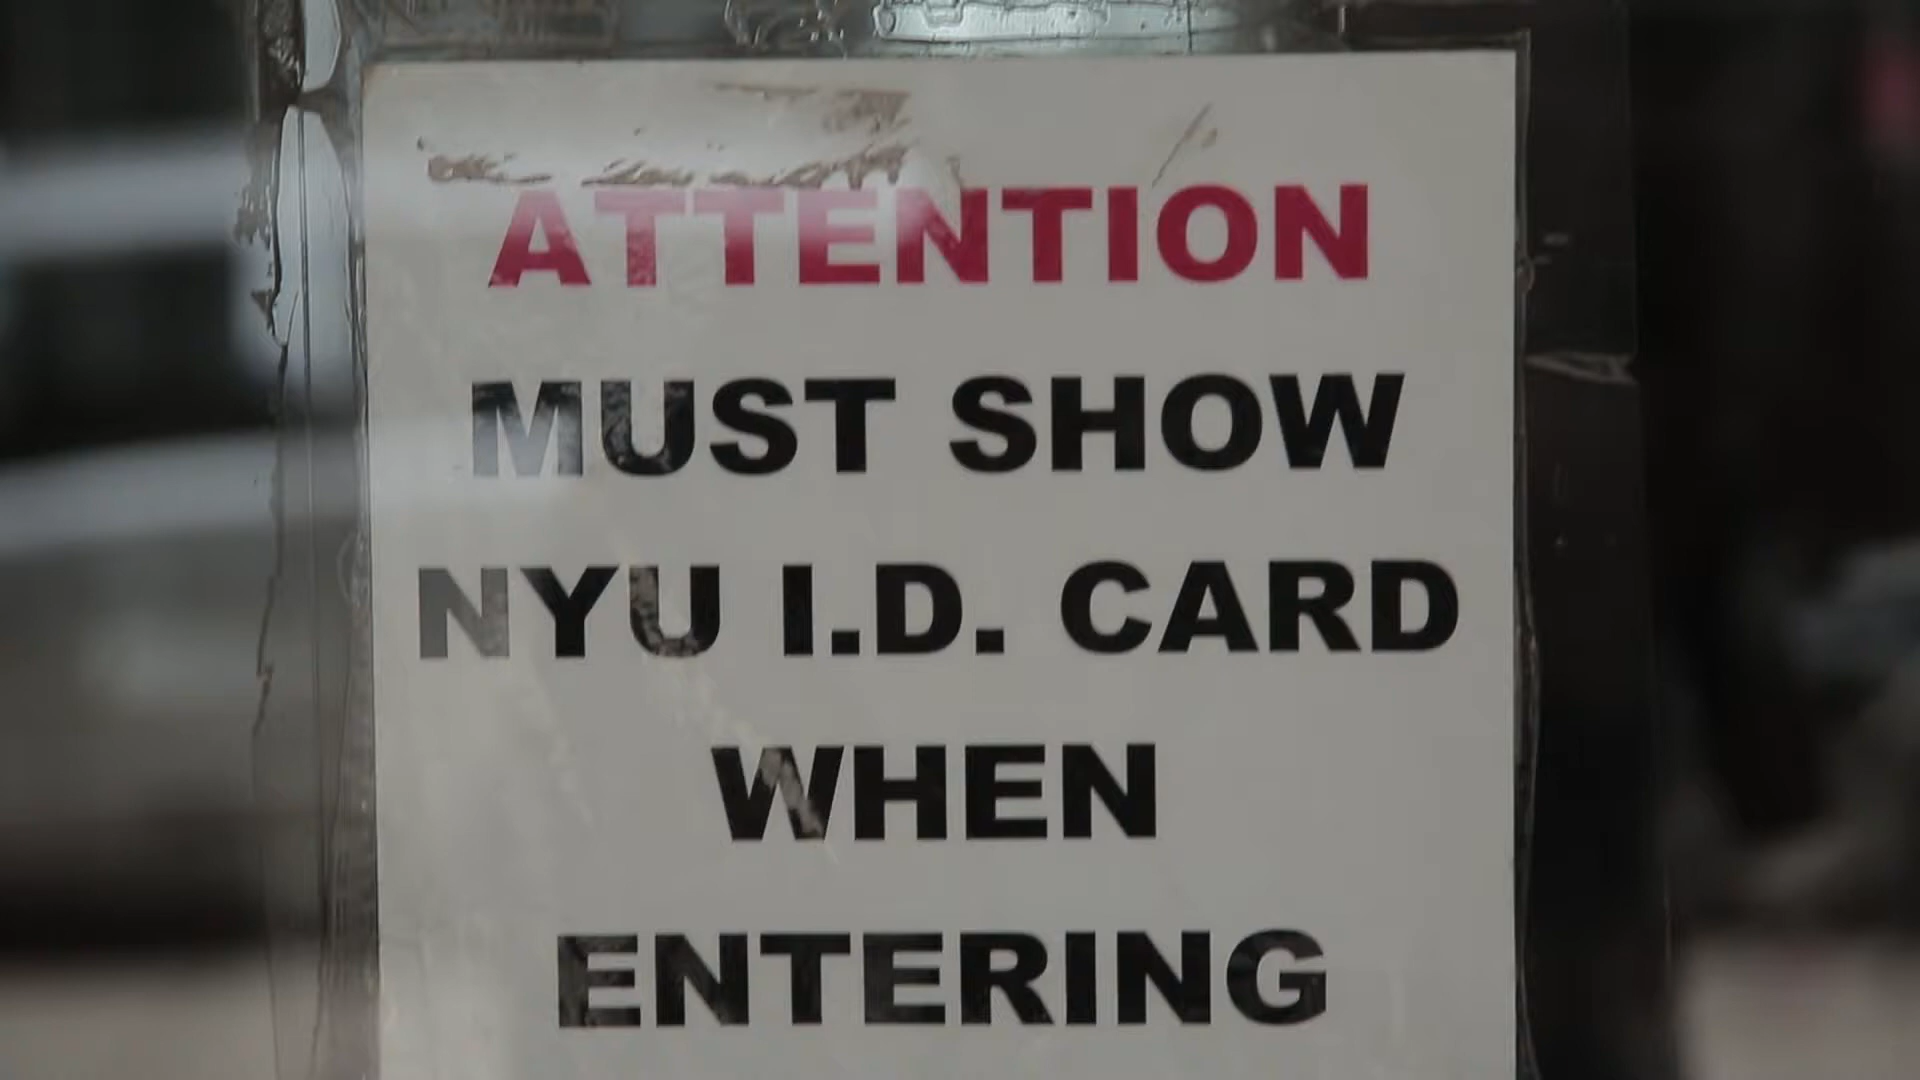 ATTENTION
MUST SHOW
NYU I.D. CARD
WHEN
ENTERING